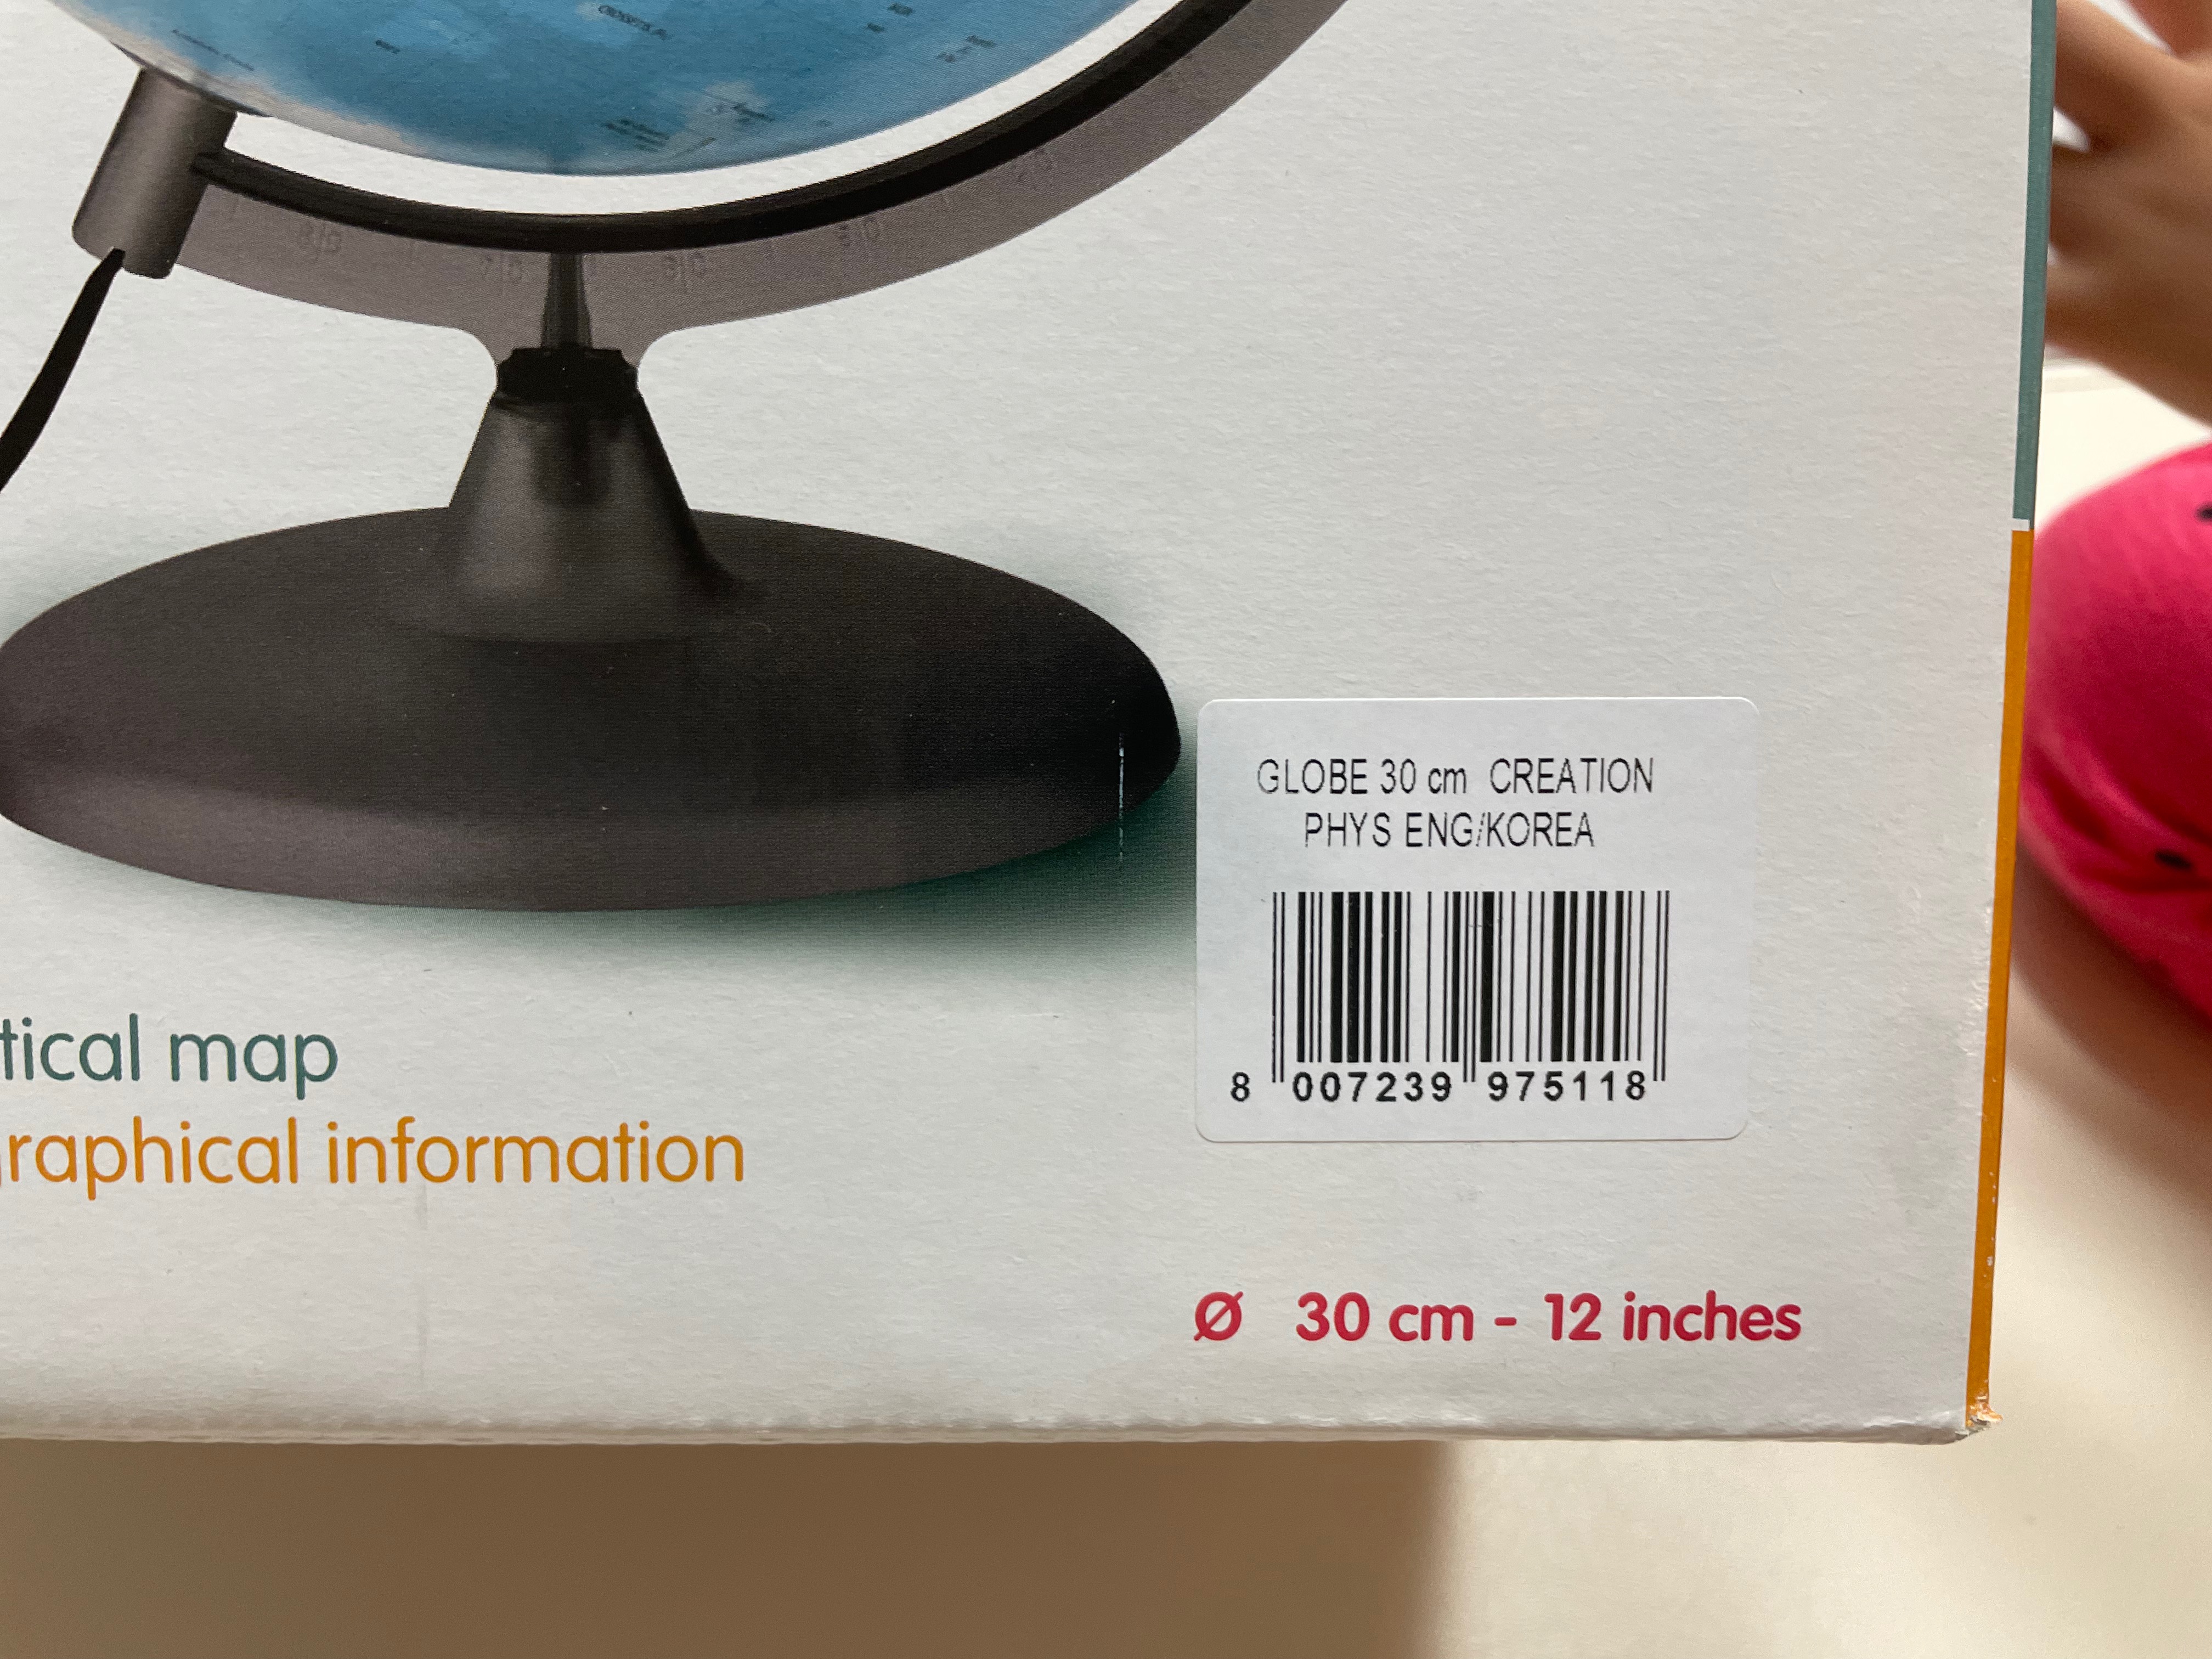 tical map
raphical information
GLOBE 30 cm CREATION
PHYS ENG/KOREA
8 007239 975118
Ø 30 cm - 12 inches